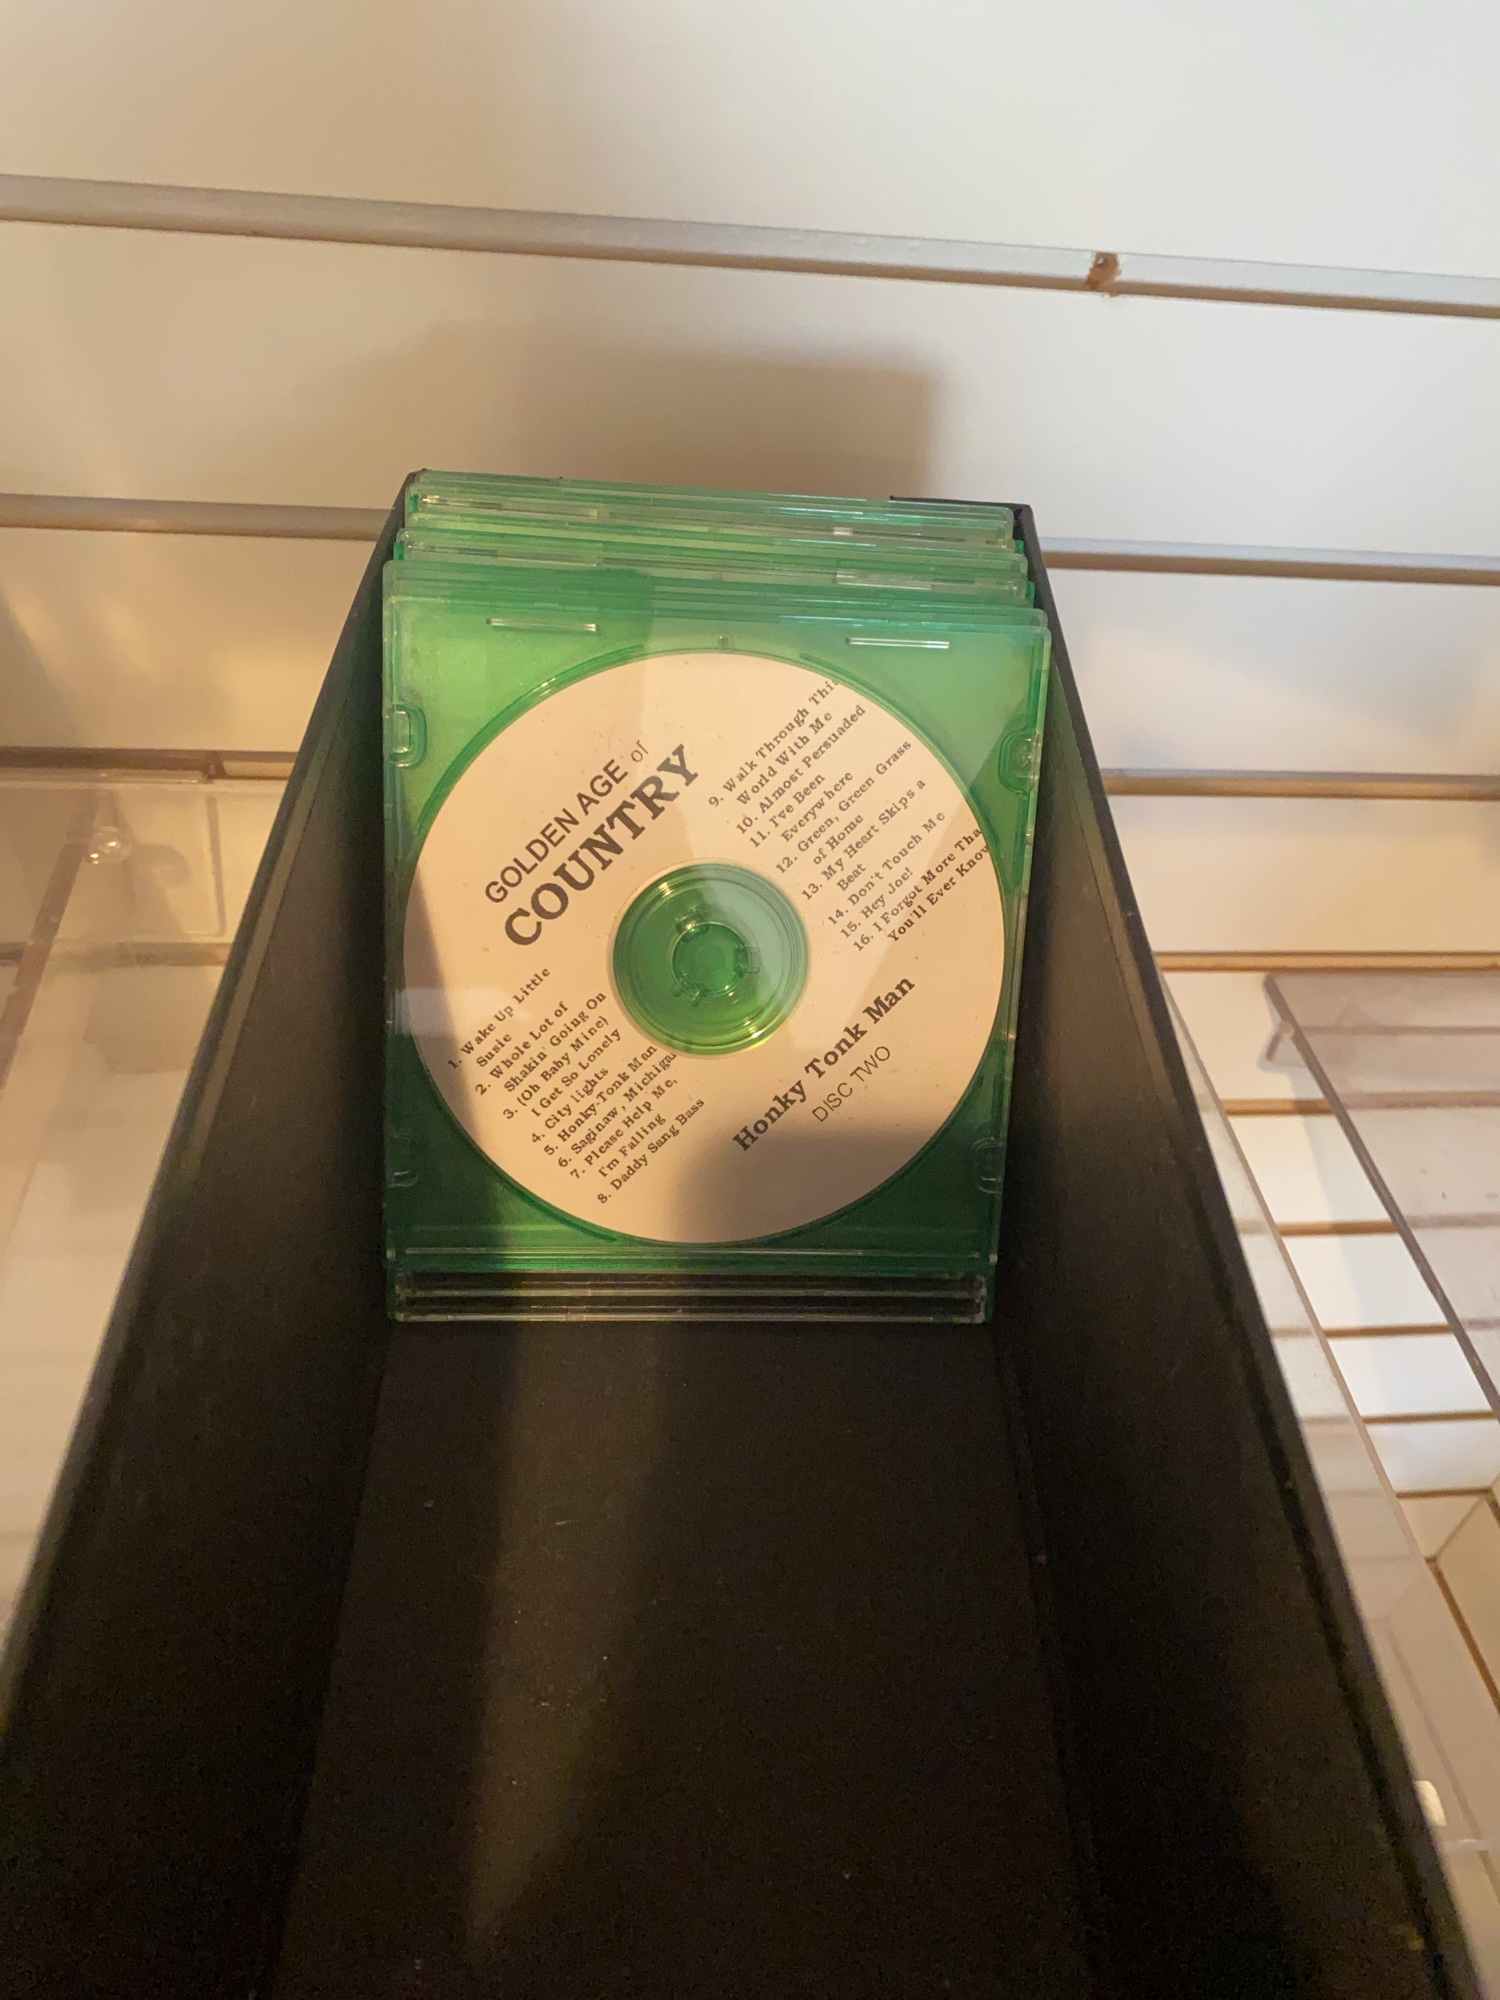 GOLDEN AGE of
COUNTRY
1. Wake Up Little
Susie
2. Whole Lot of
Shakin' Going On
3. (Oh Baby Mine)
I Get So Lonely
4. City Lights
5. Honky-Tonk Man
6. Saginaw, Michigan
7. Please Help Me,
I'm Falling
8. Daddy Sang Bass
9. Walk Through This
World With Me
10. Almost Persuaded
11. I've Been
Everywhere
12. Green, Green Grass
of Home
13. My Heart Skips a
Beat
14. Don't Touch Me
15. Hey Joe!
16. I Forgot More Tha
You'll Ever Know
Honky Tonk Man
DISC TWO